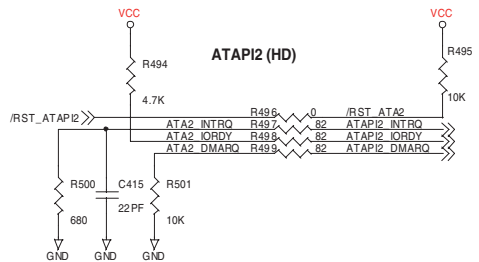 VCC
VCC
ATAPI2 (HD)
R494
R495
4.7K
10K
/RST_ATAPI2
R496
0
/RST_ATA2
ATA2_INTRQ
R497
82
ATAPI2_INTRQ
ATA2_IORDY
R498
82
ATAPI2_IORDY
ATA2_DMARQ
R499
82
ATAPI2_DMARQ
R500
C415
R501
680
22PF
10K
GND
GND
GND